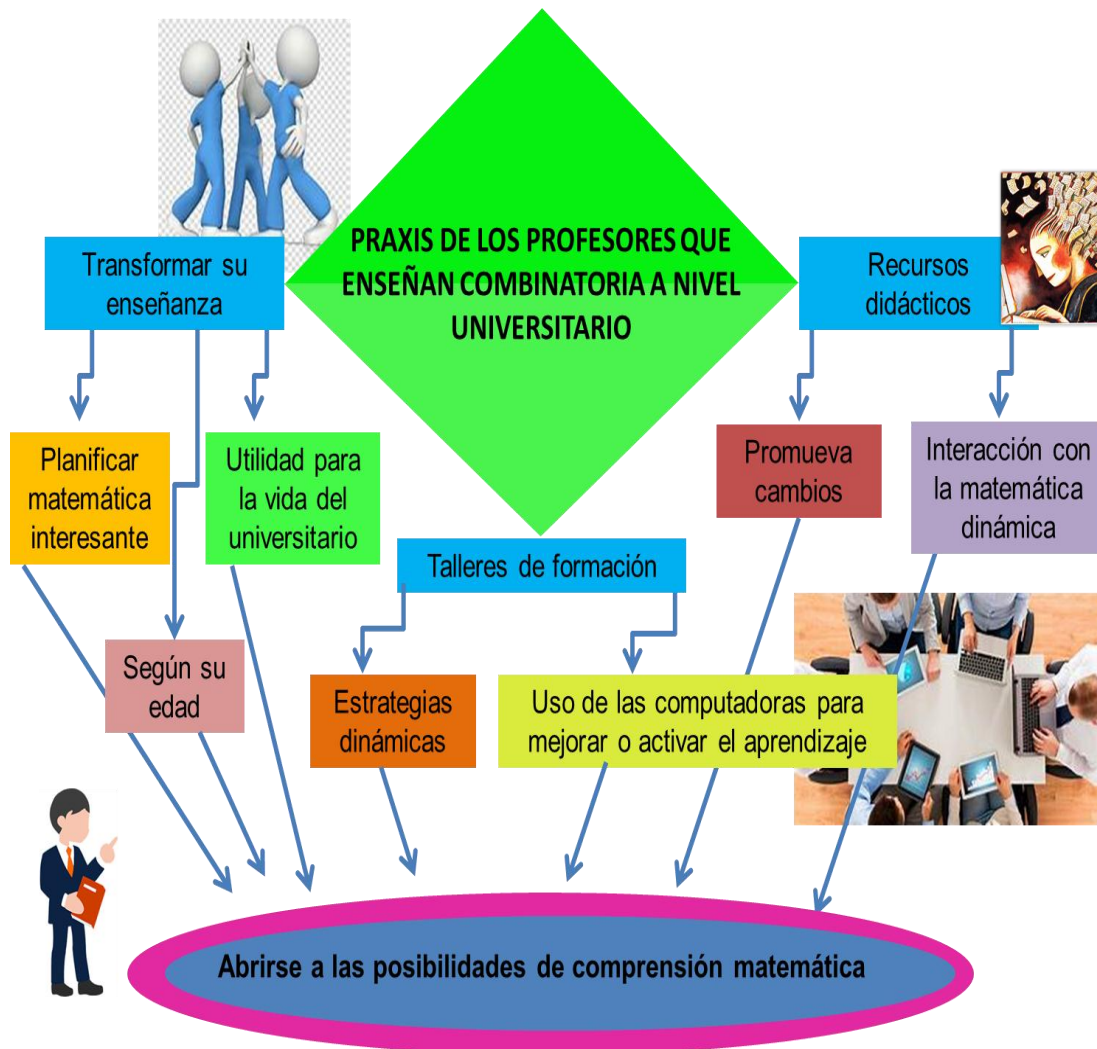 PRAXIS DE LOS PROFESORES QUE
ENSEÑAN COMBINATORIA A NIVEL
UNIVERSITARIO
Transformar su
enseñanza
Recursos
didácticos
Planificar
matemática
interesante
Utilidad para
la vida del
universitario
Promueva
cambios
Interacción con
la matemática
dinámica
Talleres de formación
Según su
edad
Estrategias
dinámicas
Uso de las computadoras para
mejorar o activar el aprendizaje
Abrirse a las posibilidades de comprensión matemática